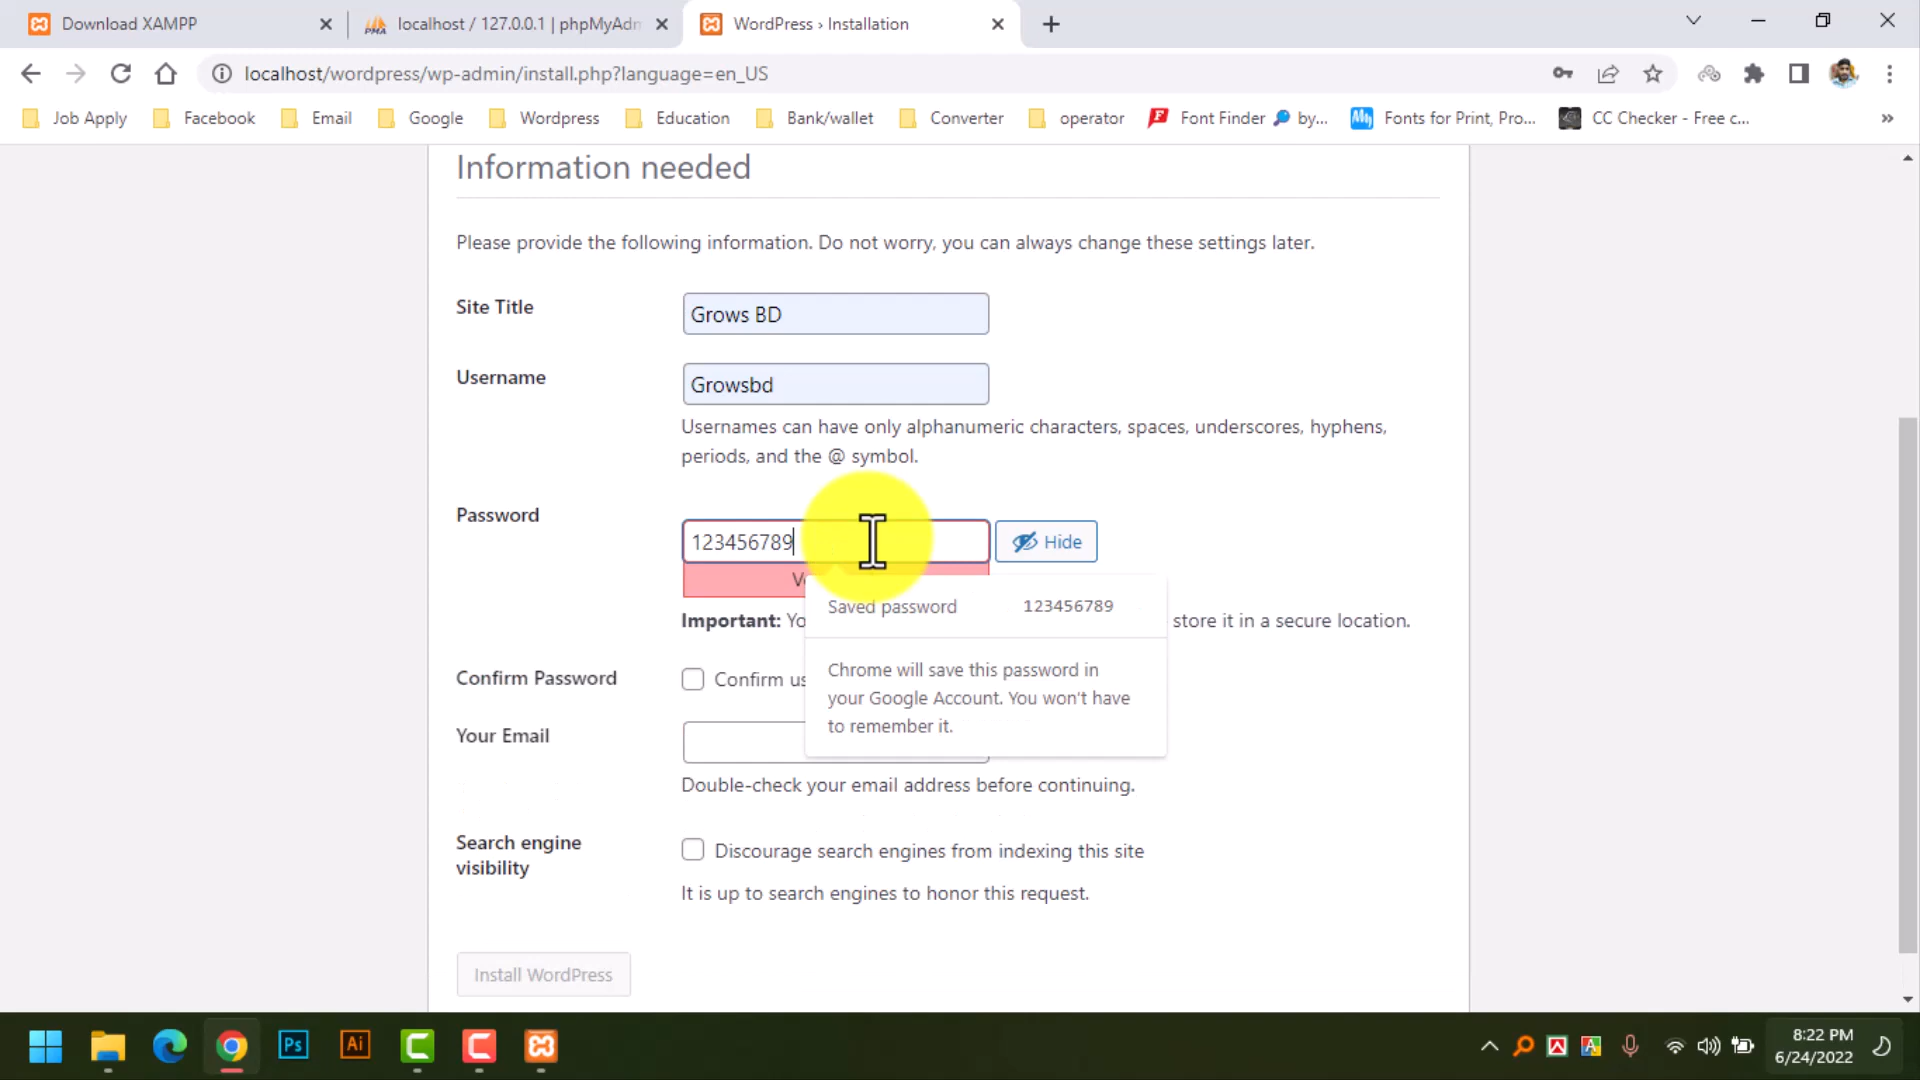 Download XAMPP
localhost / 127.0.0.1 | phpMyAdm
WordPress › Installation
localhost/wordpress/wp-admin/install.php?language=en_US
Job Apply
Facebook
Email
Google
Wordpress
Education
Bank/wallet
Converter
operator
Font Finder 🔎 by...
Fonts for Print, Pro...
CC Checker - Free c...
»
Information needed
Please provide the following information. Do not worry, you can always change these settings later.
Site Title
Grows BD
Username
Growsbd
Usernames can have only alphanumeric characters, spaces, underscores, hyphens,
periods, and the @ symbol.
Password
123456789
Hide
Saved password 123456789
Important: store it in a secure location.
Chrome will save this password in
your Google Account. You won't have
to remember it.
Confirm Password
Confirm
Your Email
Double-check your email address before continuing.
Search engine
visibility
Discourage search engines from indexing this site
It is up to search engines to honor this request.
Install WordPress
Ps
Ai
8:22 PM
6/24/2022